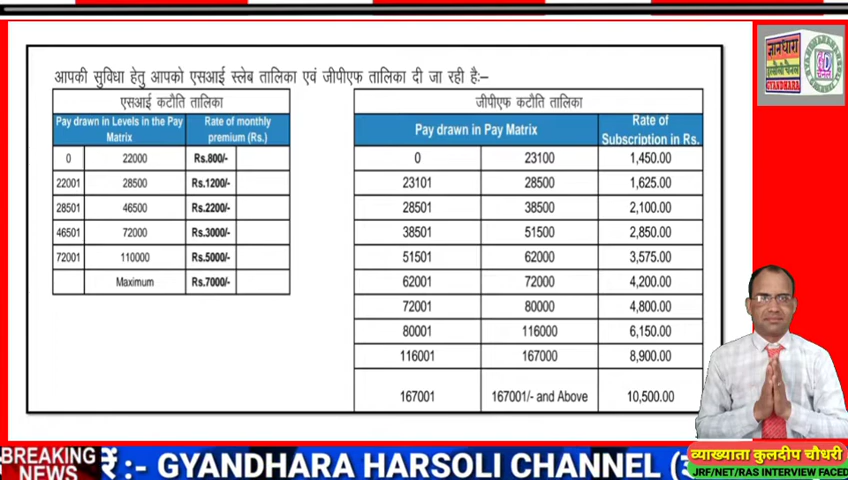 आपकी सुविधा हेतु आपको एसआई स्लेब तालिका एवं जीपीएफ तालिका दी जा रही है:–
एसआई कटौति तालिका
Pay drawn in Levels in the Pay Matrix Rate of monthly premium (Rs.)
0 22000 Rs.800/-
22001 28500 Rs.1200/-
28501 46500 Rs.2200/-
46501 72000 Rs.3000/-
72001 110000 Rs.5000/-
Maximum Rs.7000/-
जीपीएफ कटौति तालिका
Pay drawn in Pay Matrix Rate of Subscription in Rs.
0 23100 1,450.00
23101 28500 1,625.00
28501 38500 2,100.00
38501 51500 2,850.00
51501 62000 3,575.00
62001 72000 4,200.00
72001 80000 4,800.00
80001 116000 6,150.00
116001 167000 8,900.00
167001 167001/- and Above 10,500.00
ज्ञानधारा
GYANDHARA
चैनल
व्याख्याता कुलदीप चौधरी
JRF/NET/RAS INTERVIEW FACED
BREAKING NEWS
:- GYANDHARA HARSOLI CHANNEL (